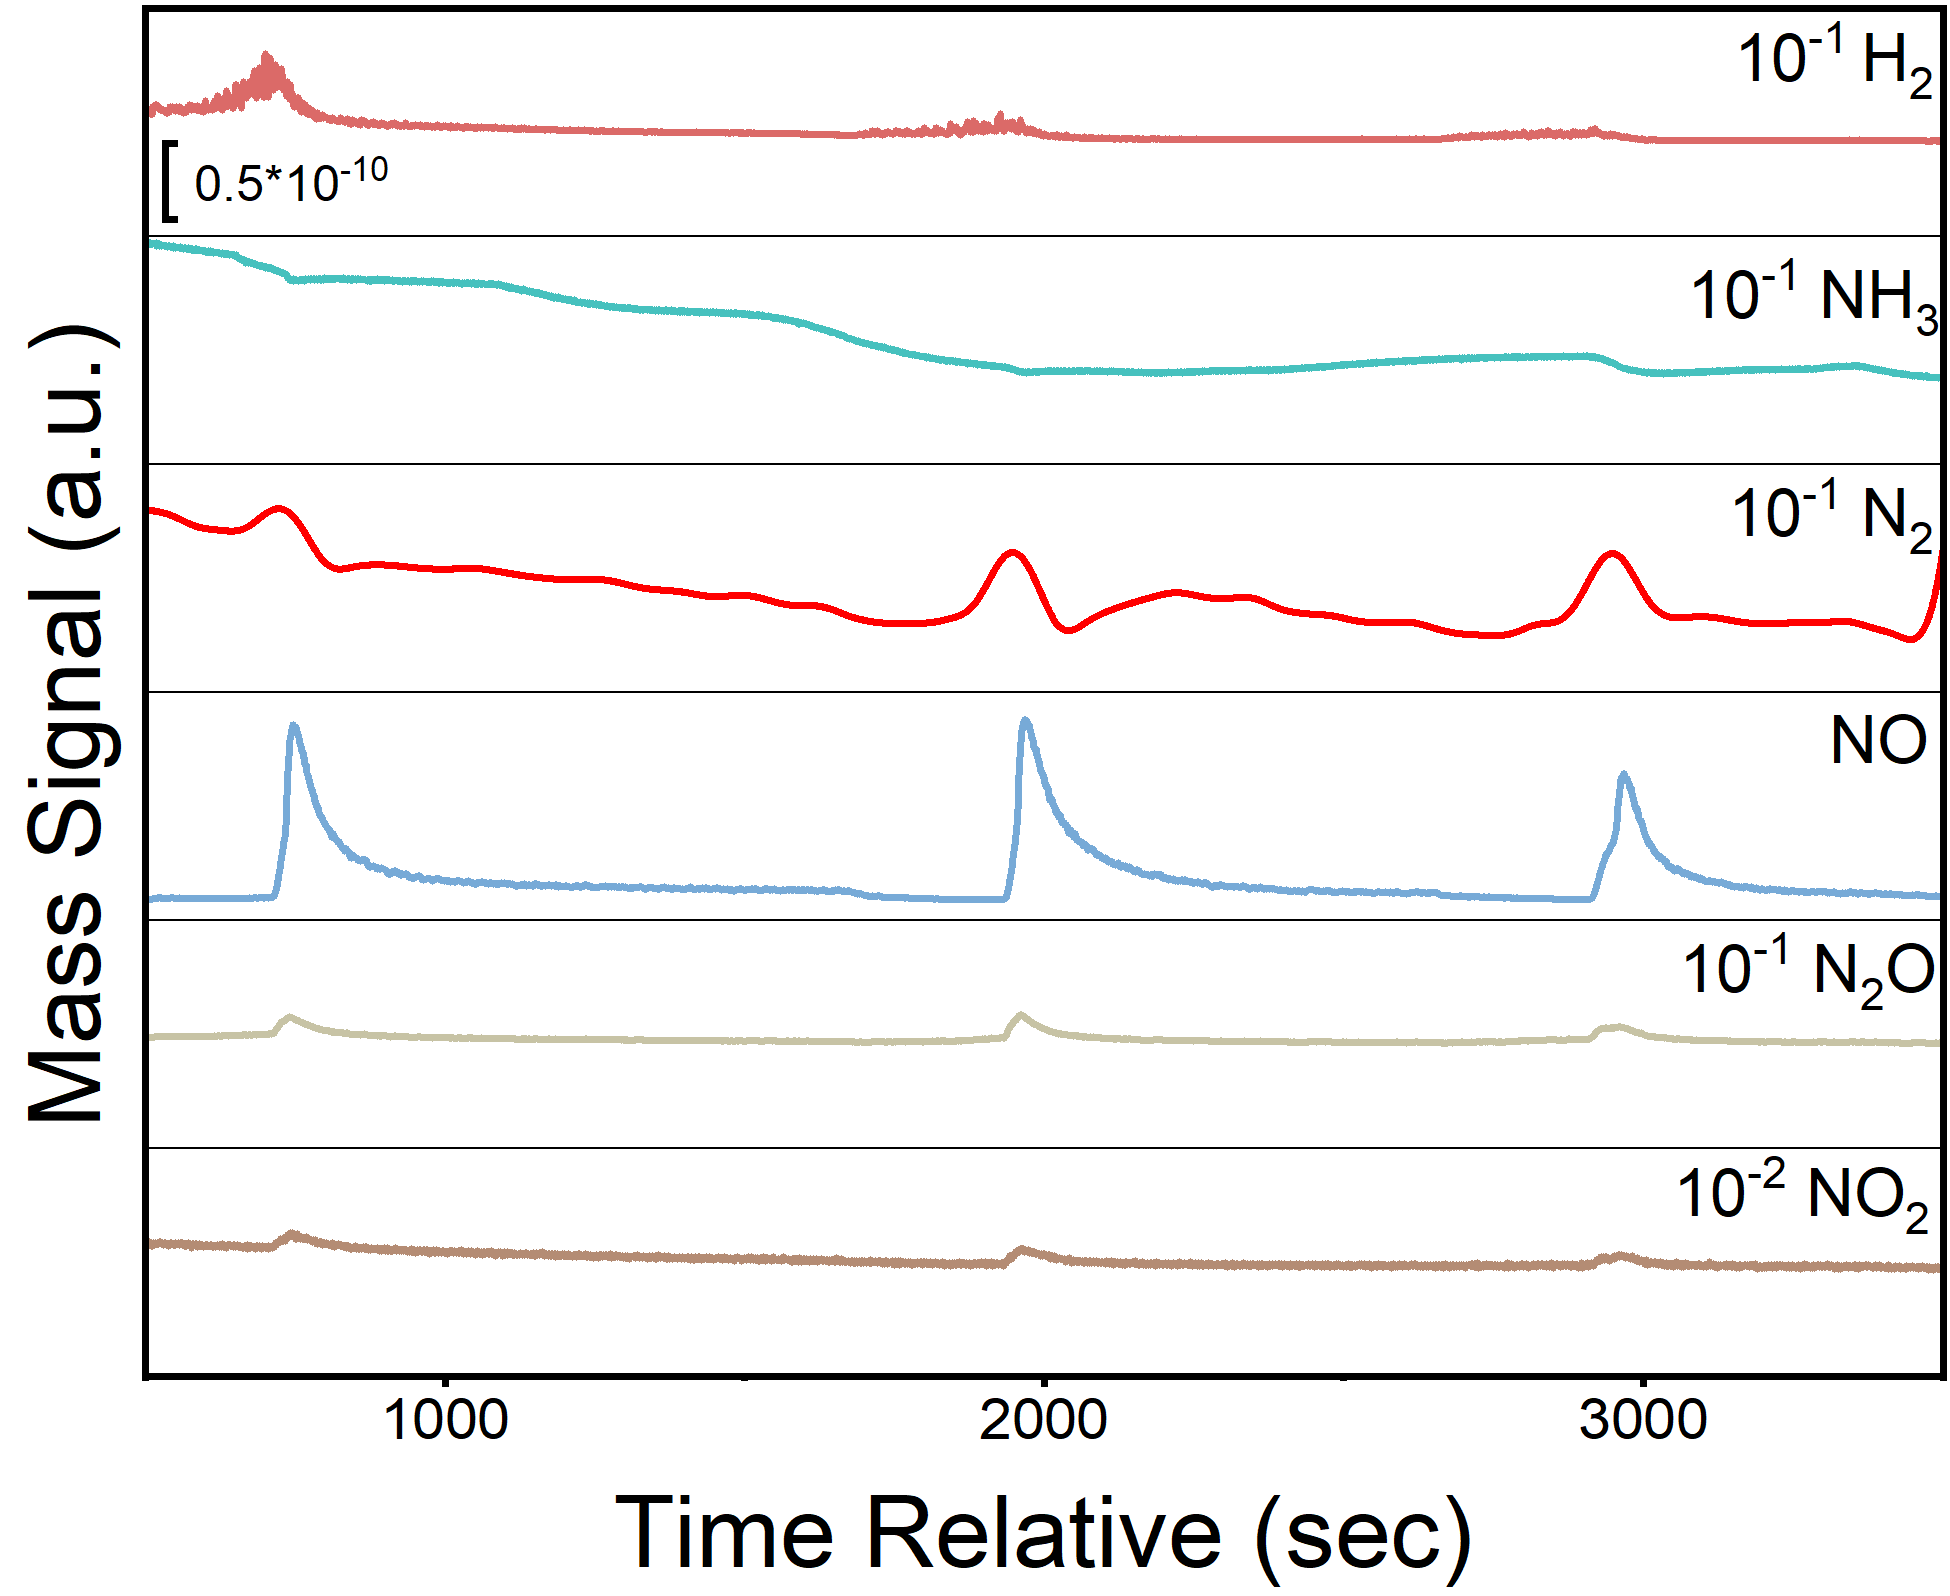 10⁻¹ H₂
0.5*10⁻¹⁰
10⁻¹ NH₃
10⁻¹ N₂
NO
10⁻¹ N₂O
10⁻² NO₂
Mass Signal (a.u.)
1000 2000 3000
Time Relative (sec)